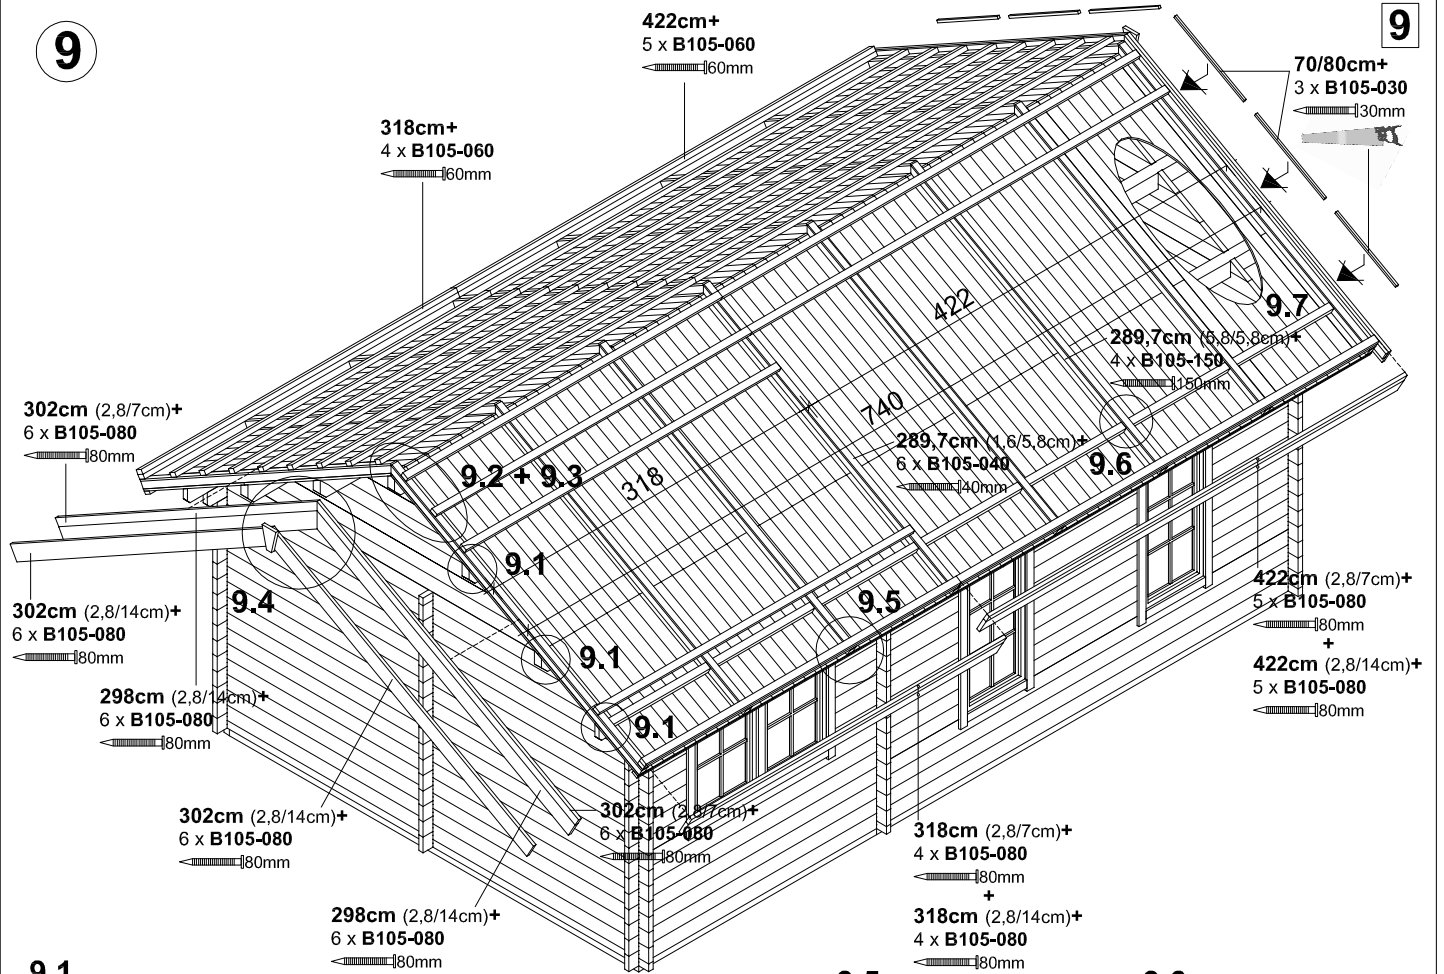 9
9
422cm+
5 x B105-060
60mm
70/80cm+
3 x B105-030
30mm
318cm+
4 x B105-060
60mm
9.7
422
289,7cm (5,8/5,8cm)+
4 x B105-150
150mm
302cm (2,8/7cm)+
6 x B105-080
80mm
740
289,7cm (1,6/5,8cm)+
6 x B105-040
40mm
9.6
9.2 + 9.3
318
9.1
9.4
9.5
302cm (2,8/14cm)+
6 x B105-080
80mm
422cm (2,8/7cm)+
5 x B105-080
80mm
+
422cm (2,8/14cm)+
5 x B105-080
80mm
9.1
298cm (2,8/14cm)+
6 x B105-080
80mm
9.1
302cm (2,8/14cm)+
6 x B105-080
80mm
302cm (2,8/7cm)+
6 x B105-080
80mm
318cm (2,8/7cm)+
4 x B105-080
80mm
+
318cm (2,8/14cm)+
4 x B105-080
80mm
298cm (2,8/14cm)+
6 x B105-080
80mm
9.1